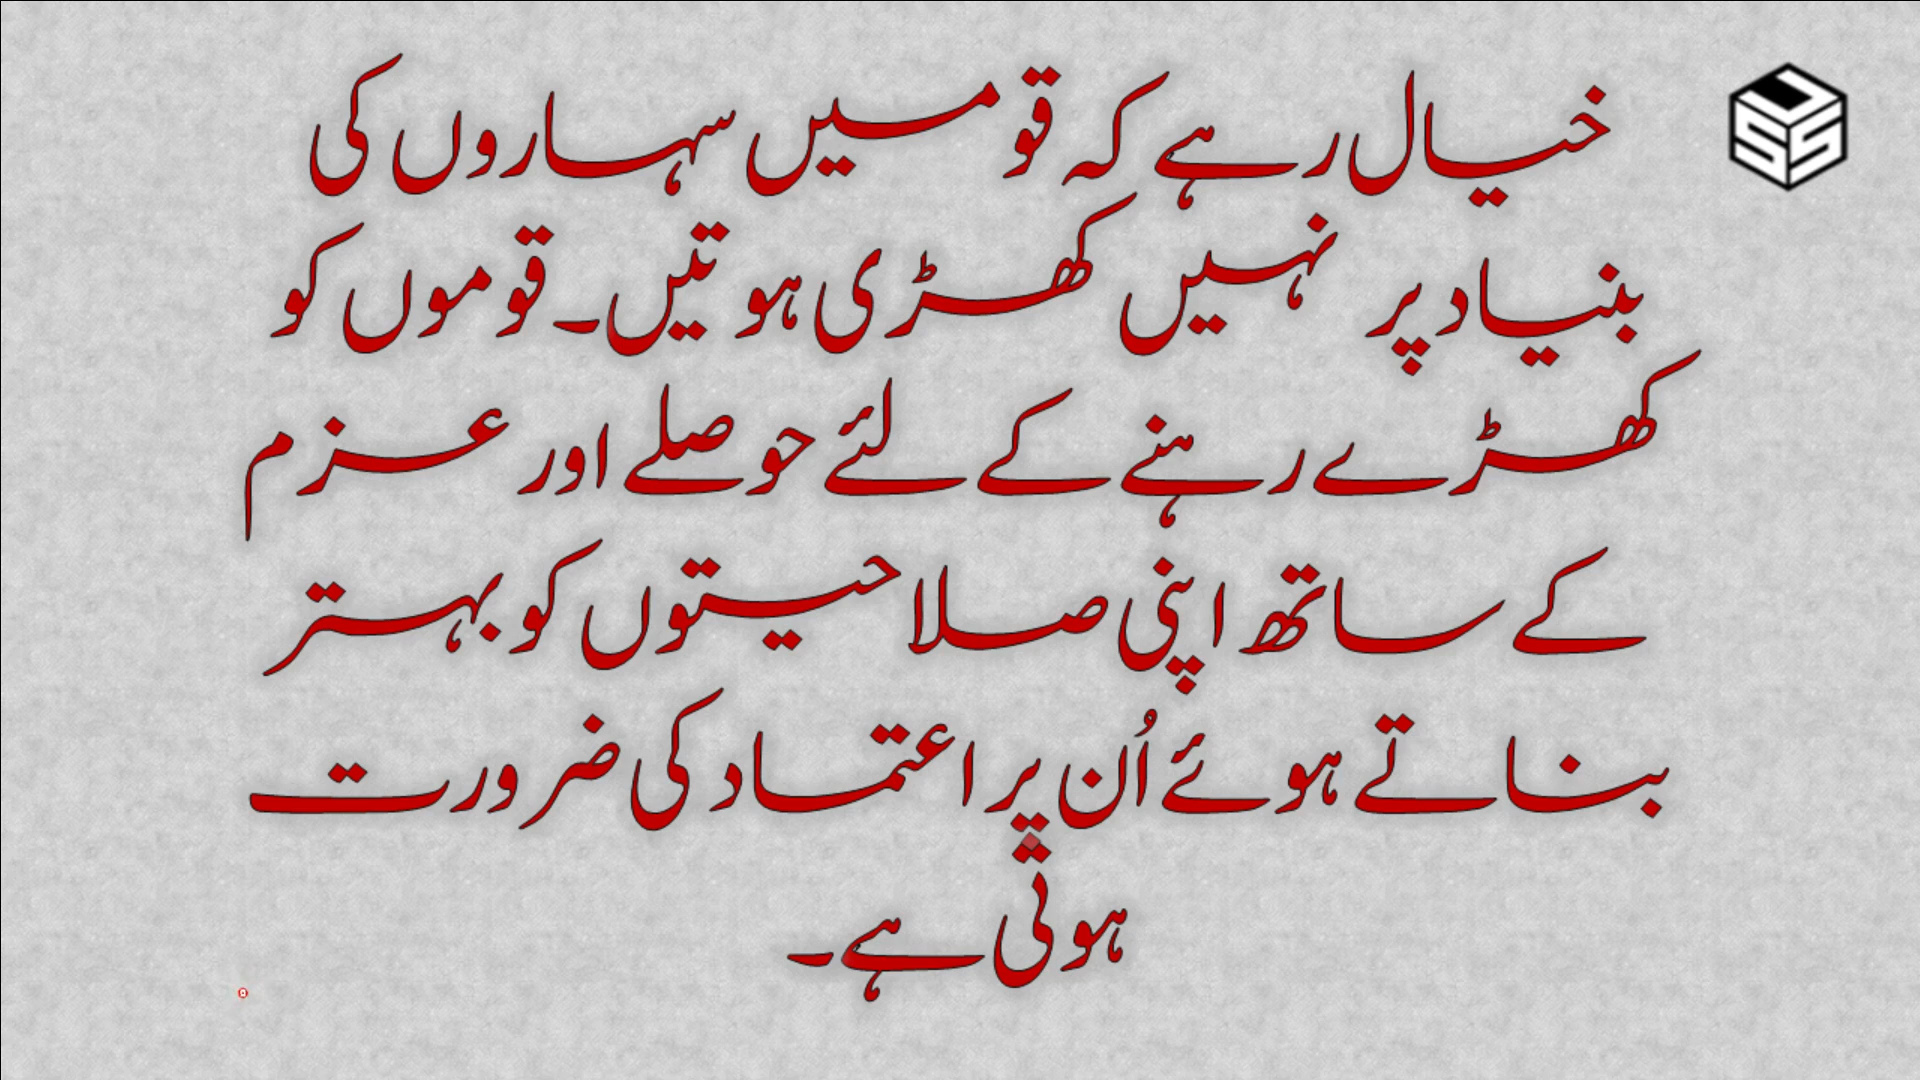 خیال رہے کہ قومیں سہاروں کی
بنیاد پر نہیں کھڑی ہوتیں۔ قوموں کو
کھڑے رہنے کے لئے حوصلے اور عزم
کے ساتھ اپنی صلاحیتوں کو بہتر
بناتے ہوئے اُن پر اعتماد کی ضرورت
ہوتی ہے۔